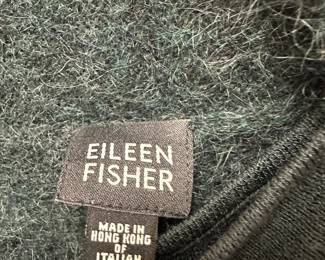 EILEEN
FISHER
MADE IN
HONG KONG
OF
ITALIAN